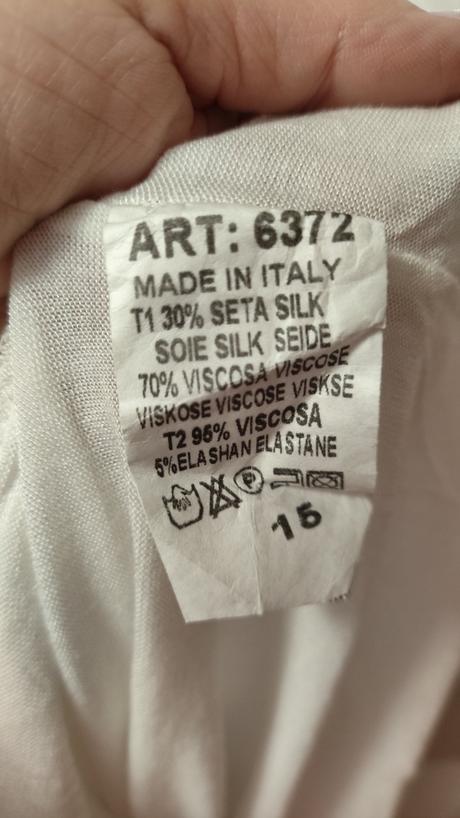 ART: 6372
MADE IN ITALY
T1 30% SETA SILK
SOIE SILK SEIDE
70% VISCOSA VISCOSE
VISKOSE VISCOSE VISKSE
T2 95% VISCOSA
5%ELASHAN ELASTANE
P
15